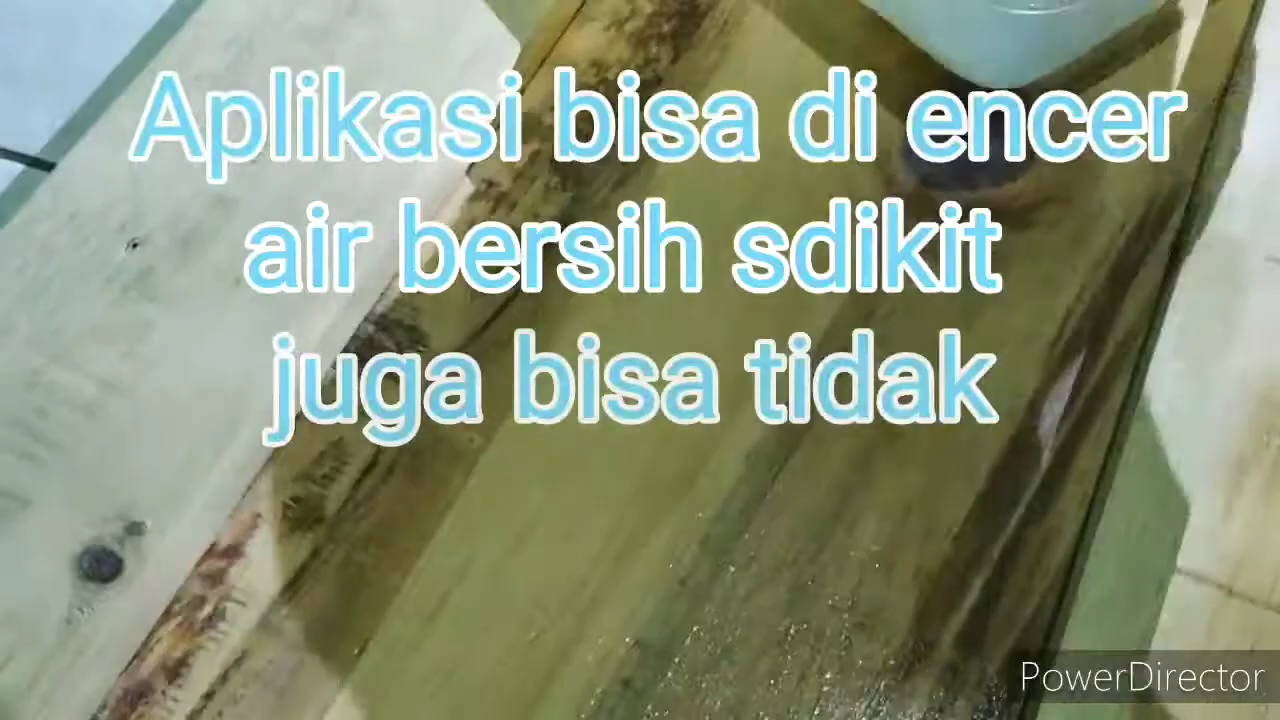 Aplikasi bisa di encer
air bersih sdikit
juga bisa tidak
PowerDirector